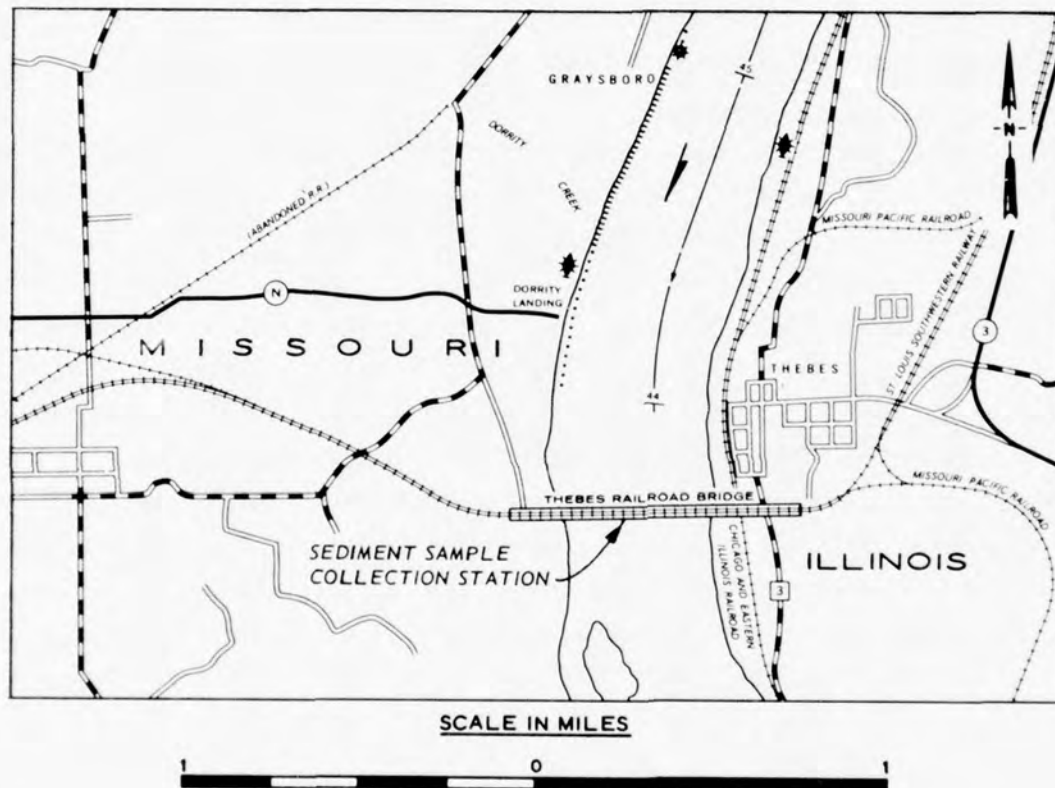 GRAYSBORO
45
DORRITY
CREEK
-N-
(ABANDONED R.R.)
MISSOURI PACIFIC RAILROAD
ST. LOUIS SOUTHWESTERN RAILWAY
N
DORRITY
LANDING
3
MISSOURI
THEBES
44
MISSOURI PACIFIC RAILROAD
THEBES RAILROAD BRIDGE
SEDIMENT SAMPLE
COLLECTION STATION
CHICAGO AND EASTERN
ILLINOIS RAILROAD
ILLINOIS
3
SCALE IN MILES
1 0 1